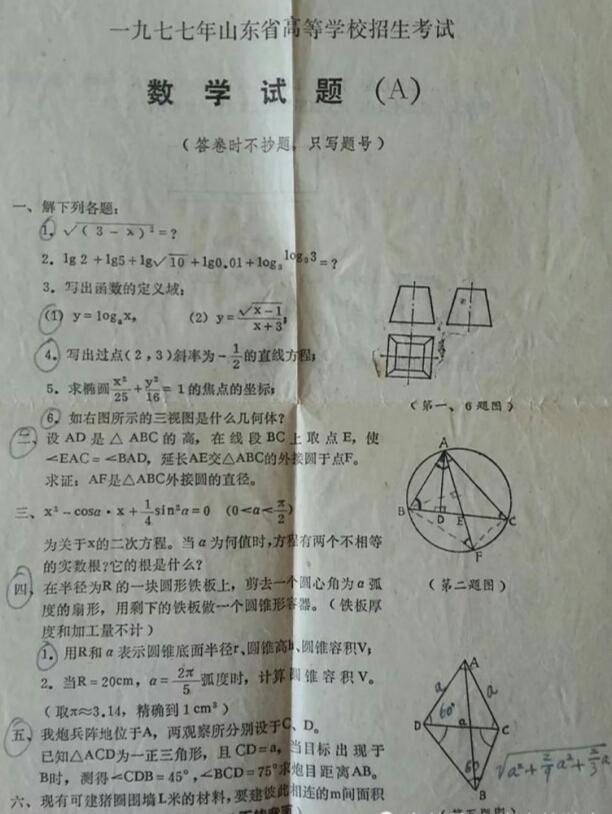 一九七七年山东省高等学校招生考试
数 学 试 题 (A)
(答卷时不抄题,只写题号)
一、解下列各题:
1. √(3-x)² =?
2. lg2+lg5+lg√10+lg0.01+log₃
3. 写出函数的定义域:
(1) y=logₐx, (2) y=√x-1/x+3;
4. 写出过点(2,3)斜率为-1/2的直线方程;
5. 求椭圆x²/25+y²/16=1的焦点的坐标;
6. 如右图所示的三视图是什么几何体?
(第一、6题图)
二、设AD是△ABC的高,在线段BC上取点E,使
∠EAC=∠BAD,延长AE交△ABC的外接圆于点F。
求证:AF是△ABC外接圆的直径。
A
B
D
E
C
F
(第二题图)
三、x²-cosα·x+1/4sin²α=0 (0<α<π/2)
为关于x的二次方程。当α为何值时,方程有两个不相等
的实数根?它的根是什么?
四、在半径为R的一块圆形铁板上,剪去一个圆心角为α弧
度的扇形,用剩下的铁板做一个圆锥形容器。(铁板厚
度和加工量不计)
1. 用R和α表示圆锥底面半径r、圆锥高h、圆锥容积V;
2. 当R=20cm,α=2π/5弧度时,计算圆锥容积V。
(取π≈3.14,精确到1cm³)
五、我炮兵阵地位于A,两观察所分别设于C、D。
已知△ACD为一正三角形,且CD=a,当目标出现于
B时,测得∠CDB=45°,∠BCD=75°求炮目距离AB。
A
a
a
60°
D
a
C
60
B
六、现有可建猪圈围墙L米的材料,要建彼此相连的m间面积